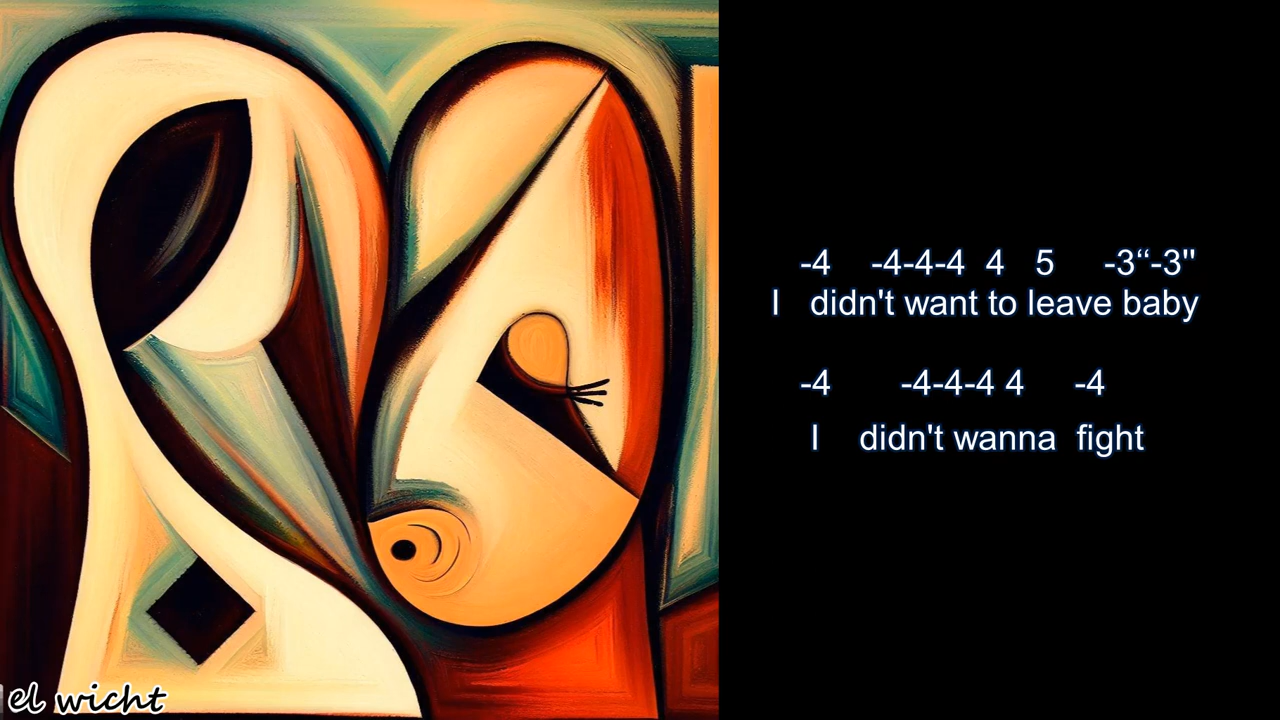 -4 -4-4-4 4 5 -3“-3"
I didn't want to leave baby
-4 -4-4-4 4 -4
I didn't wanna fight
el wicht